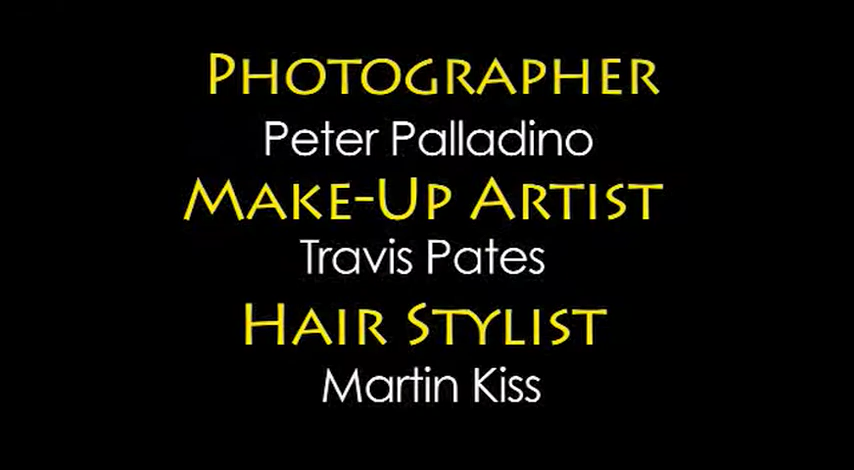 Photographer
Peter Palladino
Make-Up Artist
Travis Pates
Hair Stylist
Martin Kiss